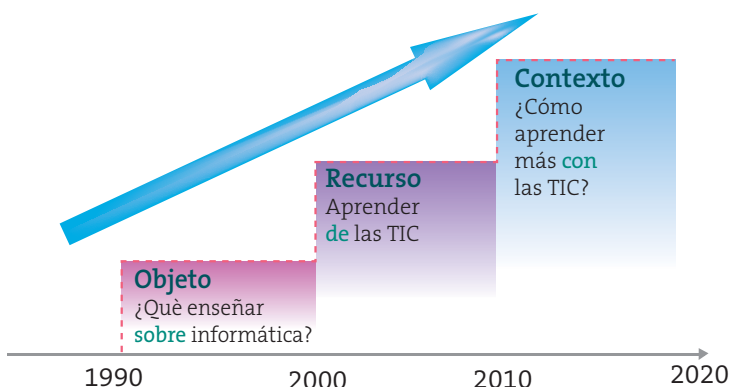 Contexto
¿Cómo
aprender
más con
las TIC?
Recurso
Aprender
de las TIC
Objeto
¿Què enseñar
sobre informática?
1990
2000
2010
2020